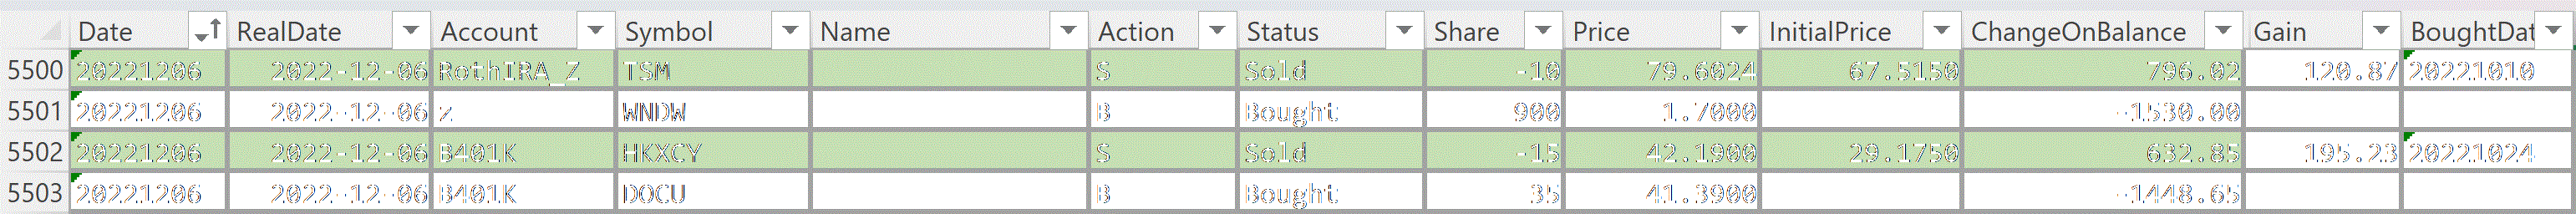 Date RealDate Account Symbol Name Action Status Share Price InitialPrice ChangeOnBalance Gain BoughtDat
5500 20221206 2022-12-06 RothIRA_Z TSM S Sold -10 79.6024 67.5150 796.02 120.87 20221010
5501 20221206 2022-12-06 z WNDW B Bought 900 1.7000 -1530.00
5502 20221206 2022-12-06 B401K HKXCY S Sold -15 42.1900 29.1750 632.85 195.23 20221024
5503 20221206 2022-12-06 B401K DOCU B Bought 35 41.3900 -1448.65